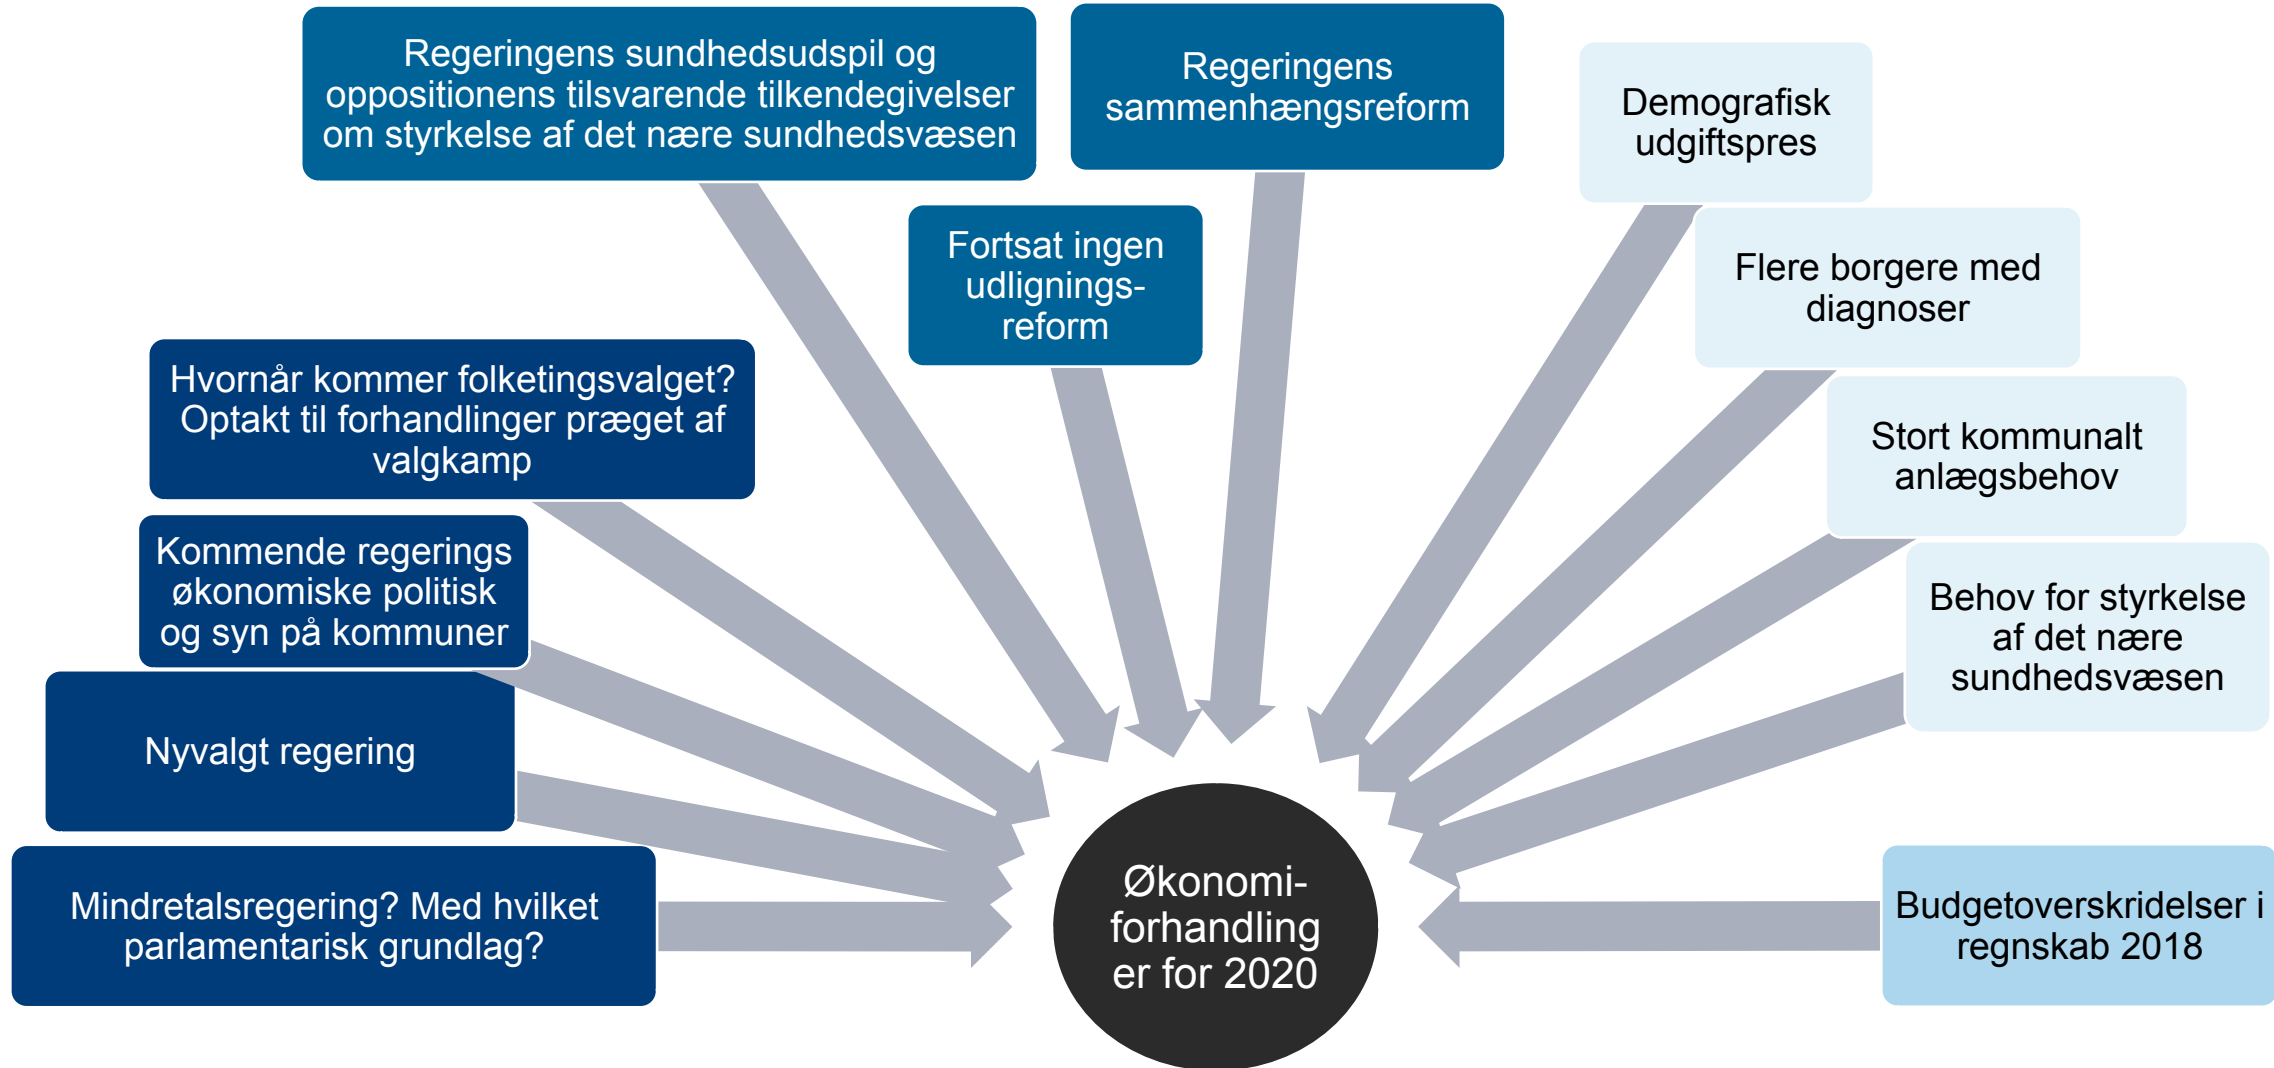 Regeringens sundhedsudspil og
oppositionens tilsvarende tilkendegivelser
om styrkelse af det nære sundhedsvæsen
Regeringens
sammenhængsreform
Demografisk
udgiftspres
Fortsat ingen
udlignings-
reform
Flere borgere med
diagnoser
Hvornår kommer folketingsvalget?
Optakt til forhandlinger præget af
valgkamp
Stort kommunalt
anlægsbehov
Kommende regerings
økonomiske politisk
og syn på kommuner
Behov for styrkelse
af det nære
sundhedsvæsen
Nyvalgt regering
Mindretalsregering? Med hvilket
parlamentarisk grundlag?
Økonomi-
forhandling
er for 2020
Budgetoverskridelser i
regnskab 2018